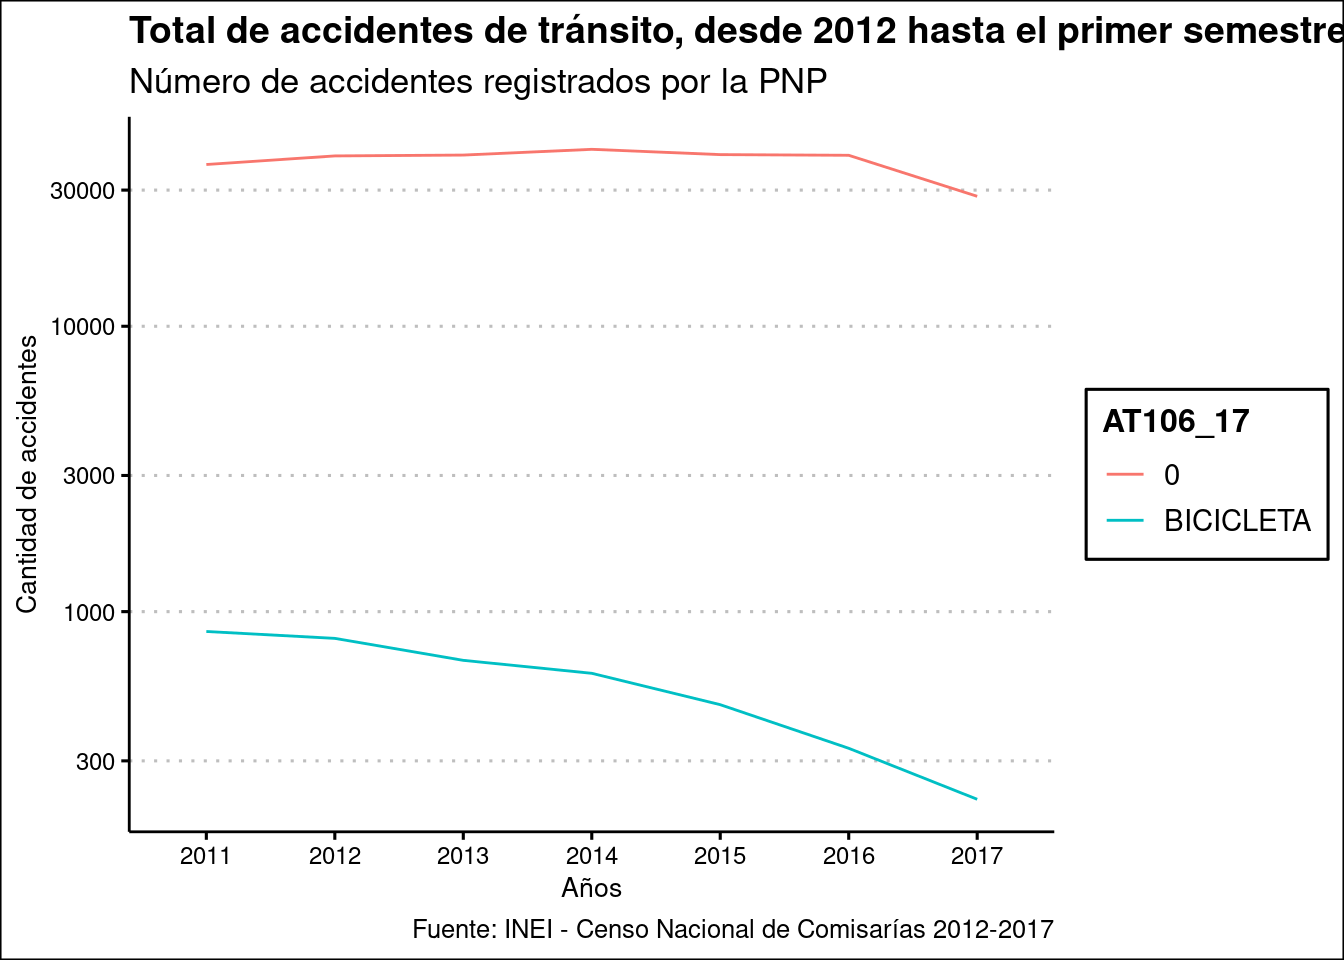 Total de accidentes de tránsito, desde 2012 hasta el primer semestre
Número de accidentes registrados por la PNP
Cantidad de accidentes
30000
10000
3000
1000
300
2011 2012 2013 2014 2015 2016 2017
Años
AT106_17
0
BICICLETA
Fuente: INEI - Censo Nacional de Comisarías 2012-2017